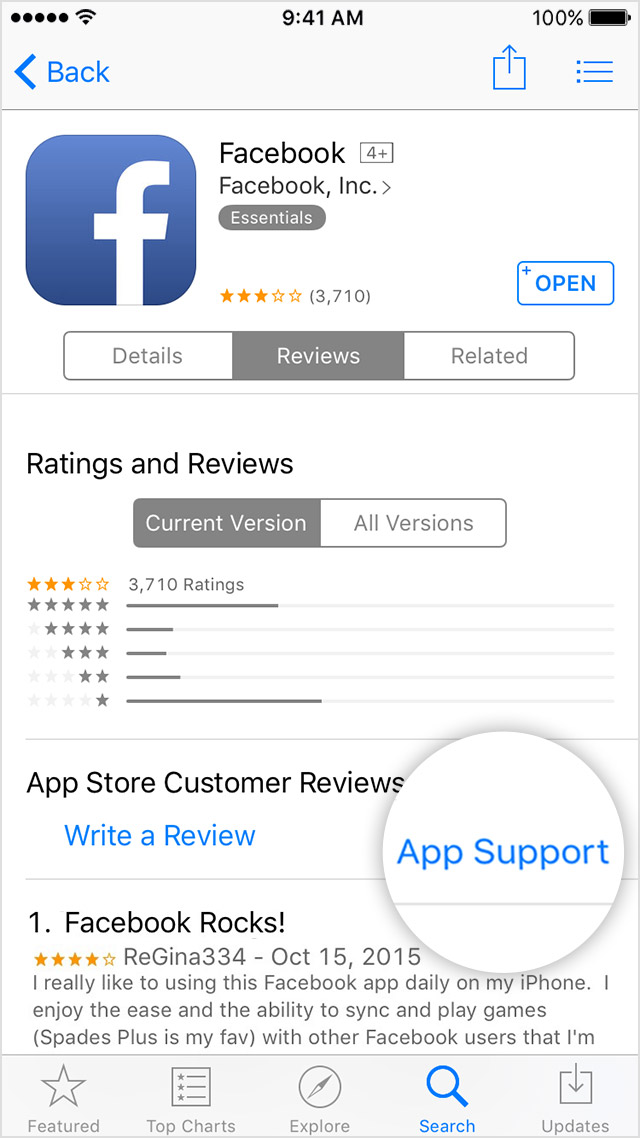 9:41 AM 100%
Back
Facebook 4+
Facebook, Inc. >
Essentials
(3,710)
+ OPEN
Details Reviews Related
Ratings and Reviews
Current Version All Versions
3,710 Ratings
App Store Customer Reviews
Write a Review
App Support
1. Facebook Rocks!
ReGina334 - Oct 15, 2015
I really like to using this Facebook app daily on my iPhone. I
enjoy the ease and the ability to sync and play games
(Spades Plus is my fav) with other Facebook users that I'm
Featured Top Charts Explore Search Updates